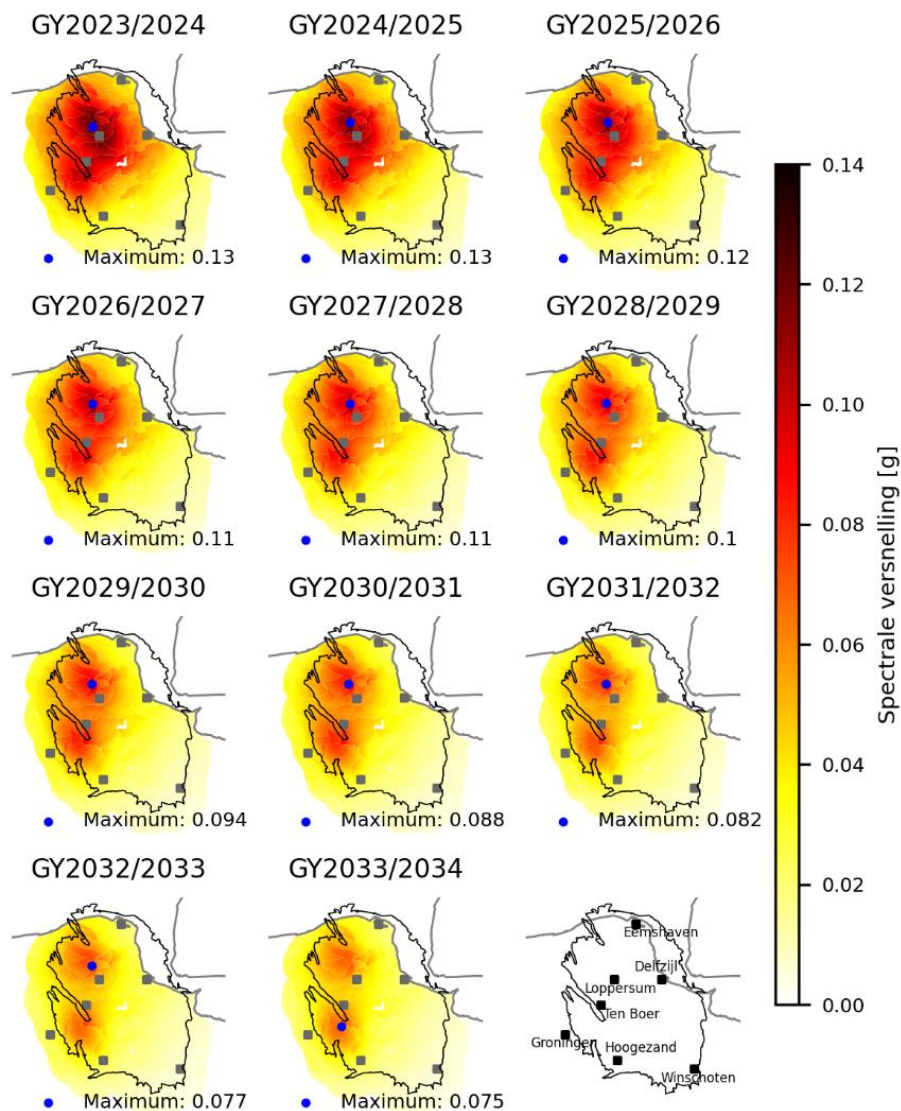 GY2023/2024 GY2024/2025 GY2025/2026
Maximum: 0.13 Maximum: 0.13 Maximum: 0.12
GY2026/2027 GY2027/2028 GY2028/2029
Maximum: 0.11 Maximum: 0.11 Maximum: 0.1
GY2029/2030 GY2030/2031 GY2031/2032
Maximum: 0.094 Maximum: 0.088 Maximum: 0.082
GY2032/2033 GY2033/2034
Maximum: 0.077 Maximum: 0.075
Eemshaven
Delfzijl
Loppersum
Ten Boer
Groningen
Hoogezand
Winschoten
0.14
0.12
0.10
0.08
0.06
0.04
0.02
0.00
Spectrale versnelling [g]